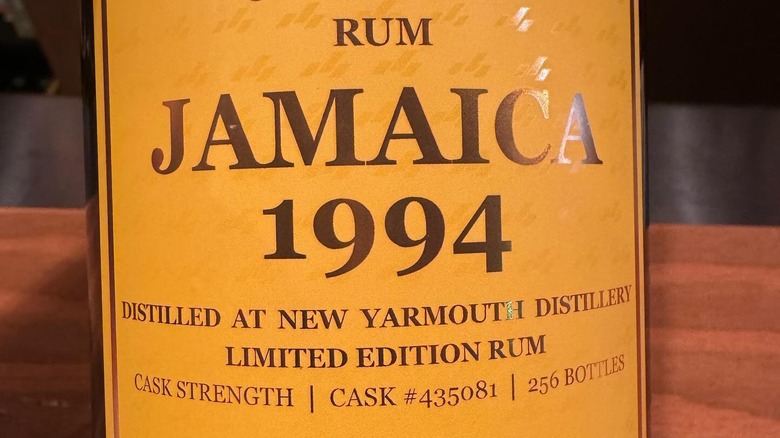 RUM
JAMAICA
1994
DISTILLED AT NEW YARMOUTH DISTILLERY
LIMITED EDITION RUM
CASK STRENGTH | CASK #435081 | 256 BOTTLES